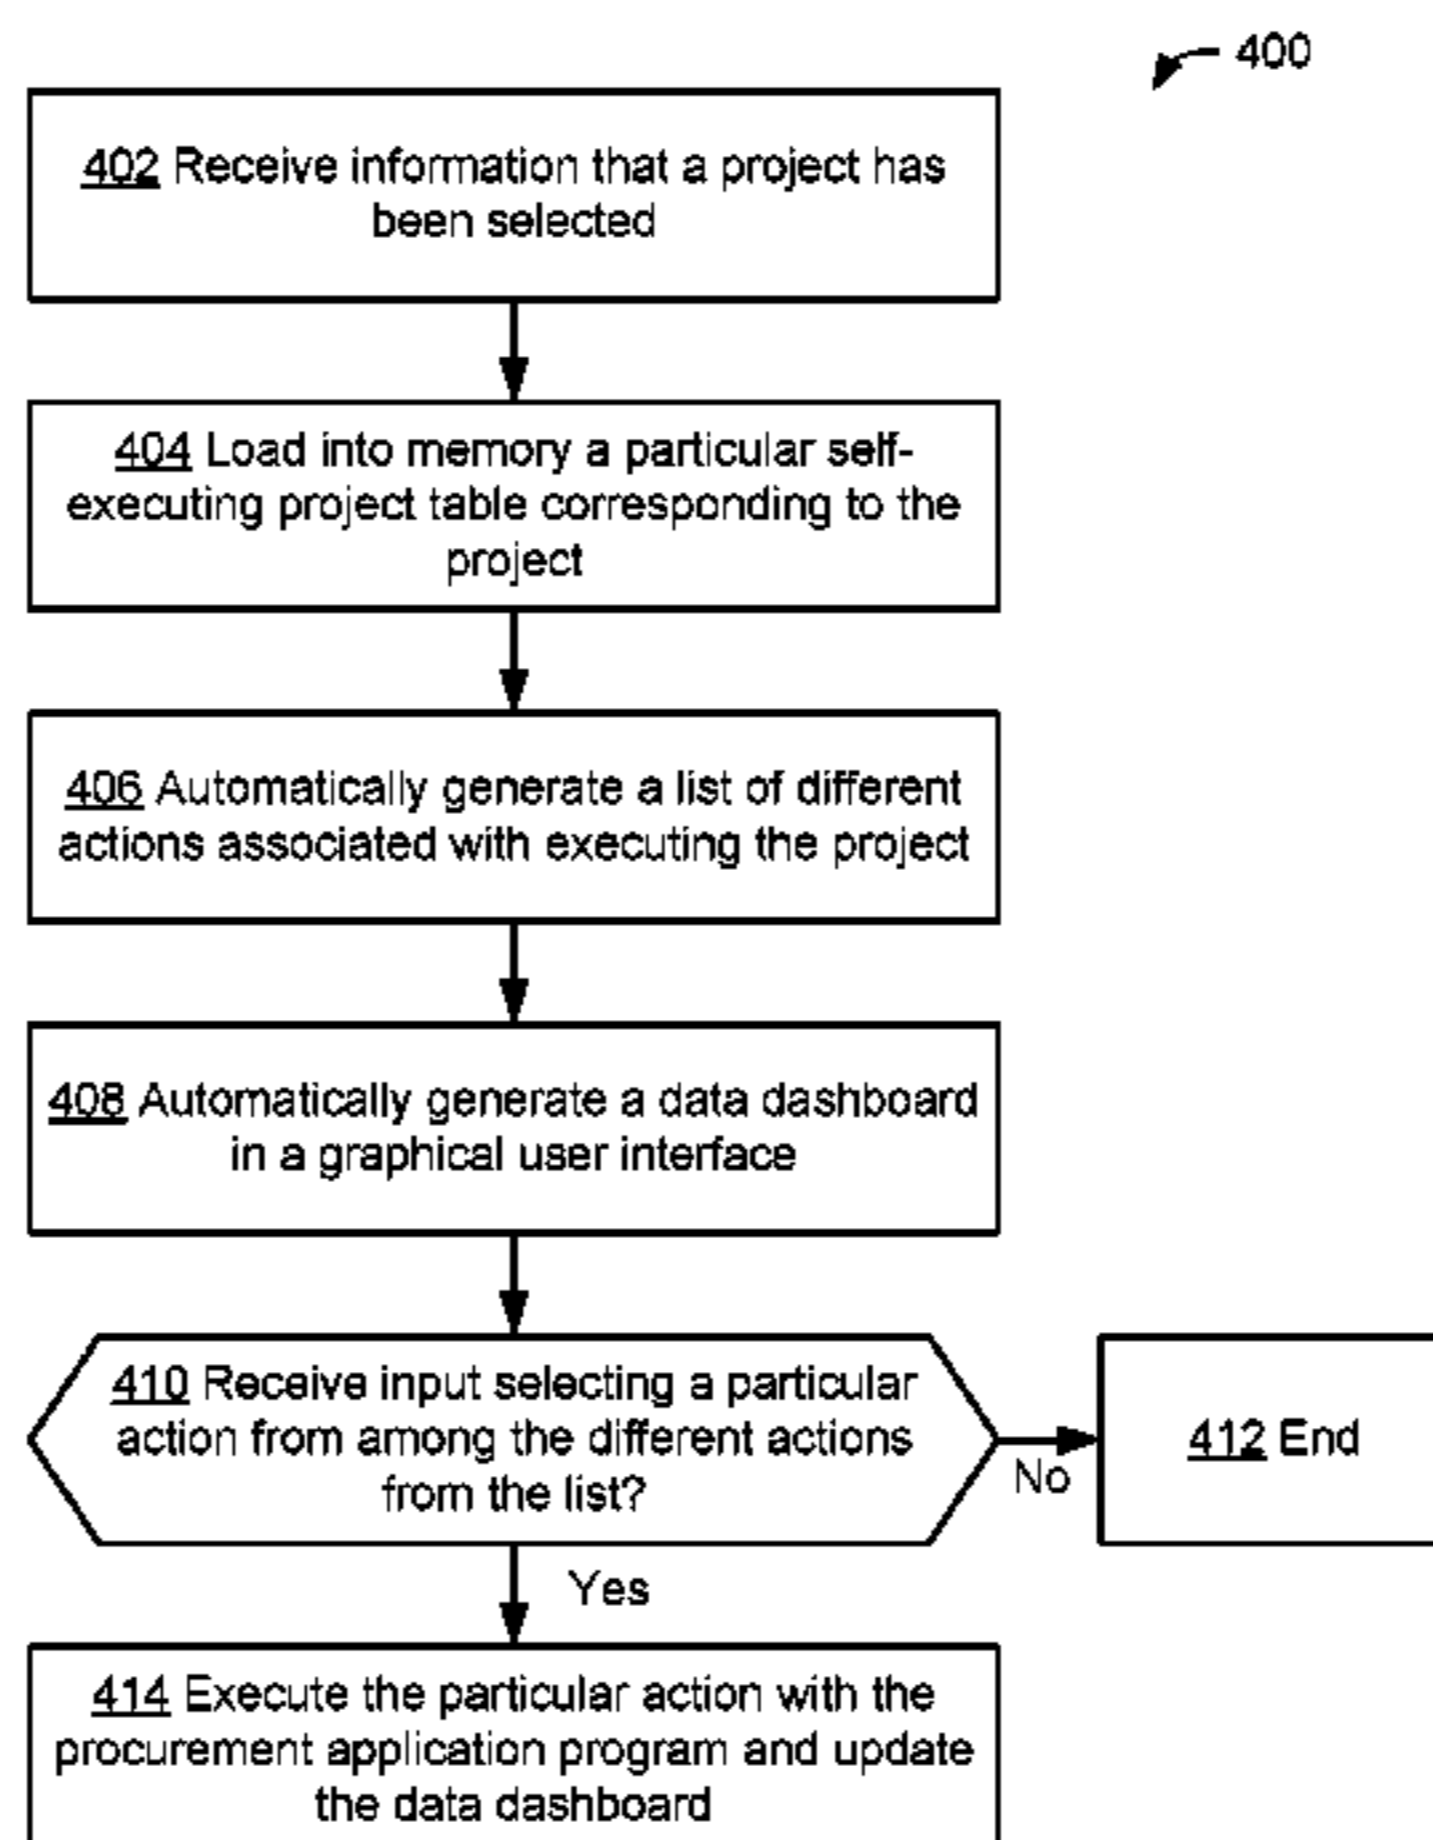 400
402 Receive information that a project has
been selected
404 Load into memory a particular self-
executing project table corresponding to the
project
406 Automatically generate a list of different
actions associated with executing the project
408 Automatically generate a data dashboard
in a graphical user interface
410 Receive input selecting a particular
action from among the different actions
from the list?
No
412 End
Yes
414 Execute the particular action with the
procurement application program and update
the data dashboard